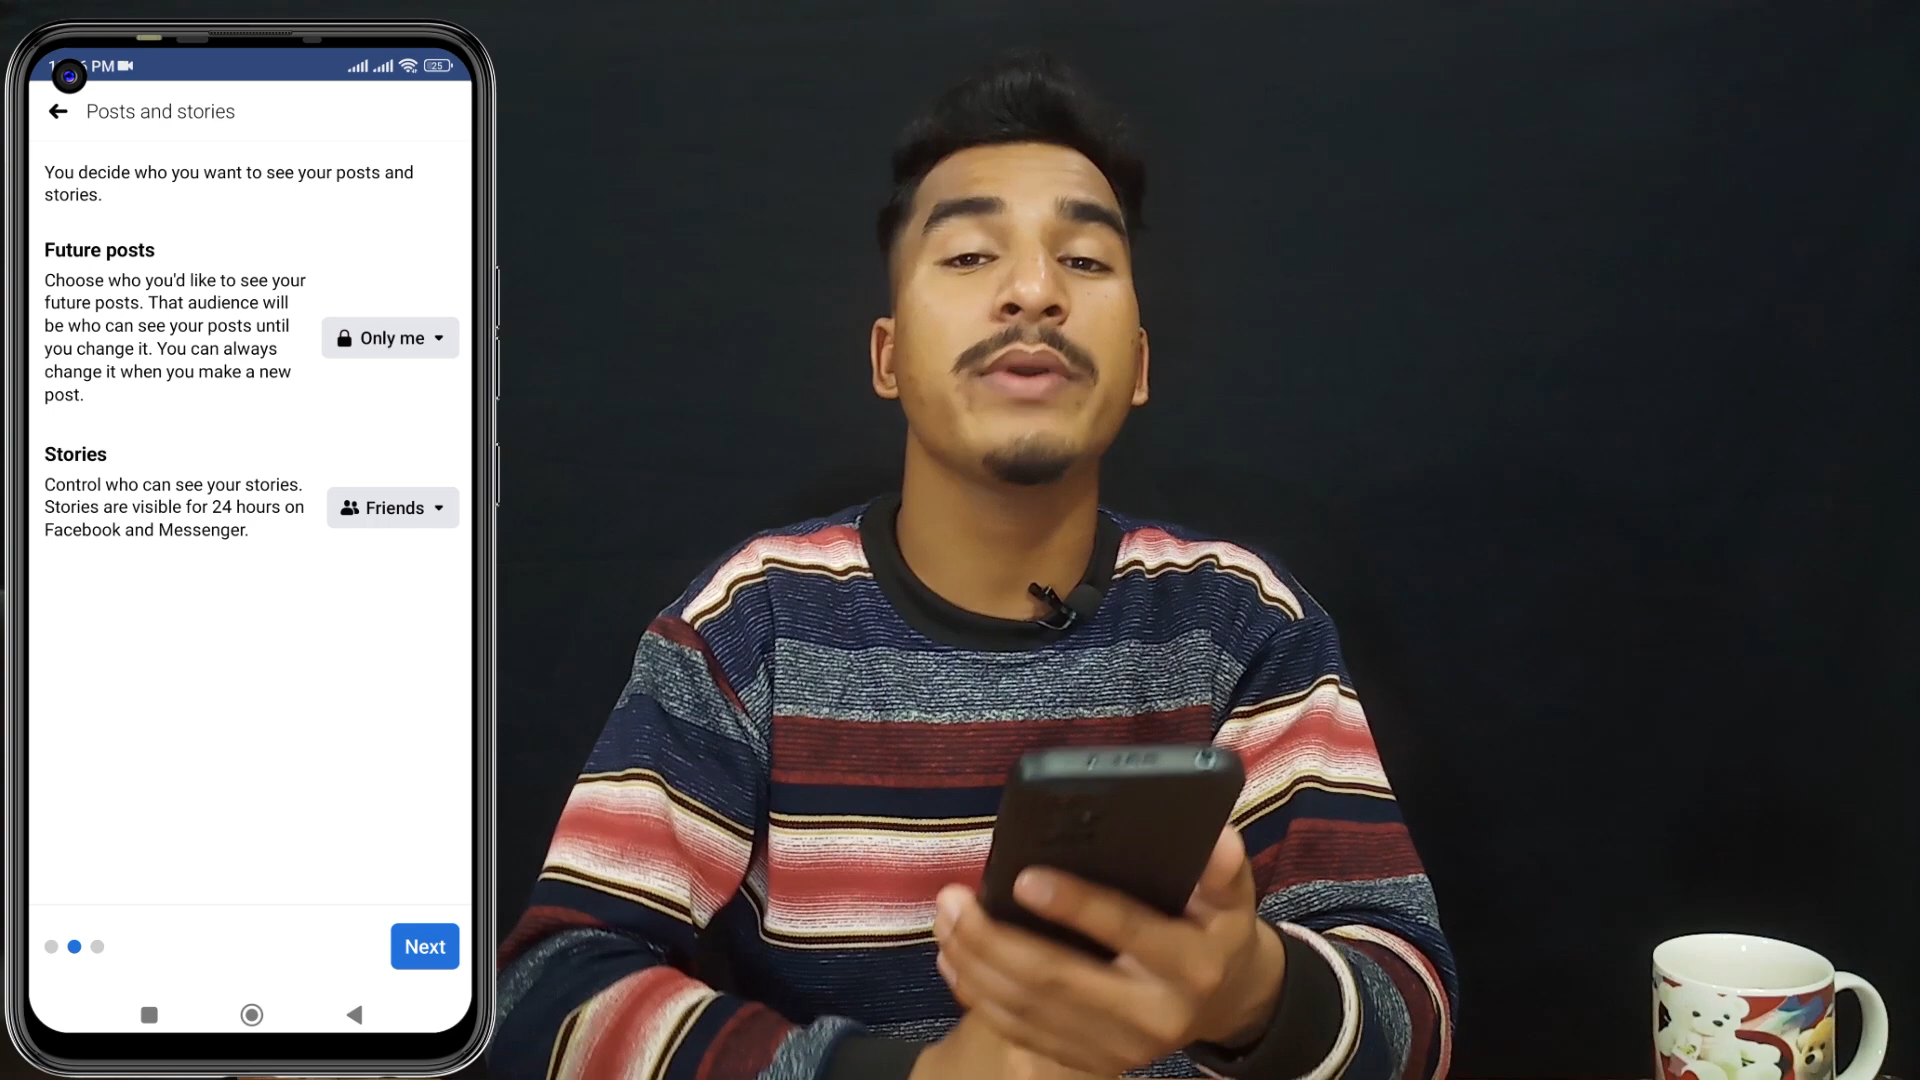 PM
25
Posts and stories
You decide who you want to see your posts and
stories.
Future posts
Choose who you'd like to see your
future posts. That audience will
be who can see your posts until
you change it. You can always
change it when you make a new
post.
Only me
Stories
Control who can see your stories.
Stories are visible for 24 hours on
Facebook and Messenger.
Friends
Next